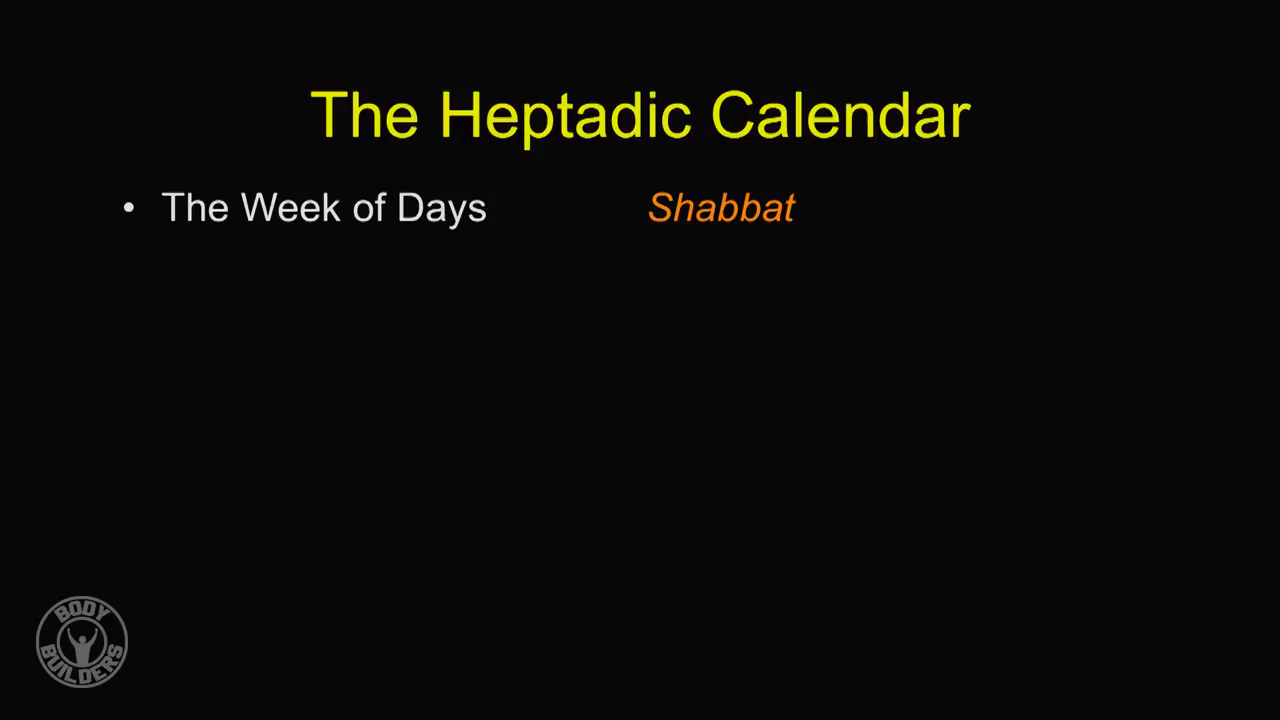 The Heptadic Calendar
• The Week of Days Shabbat
BODY
BUILDERS